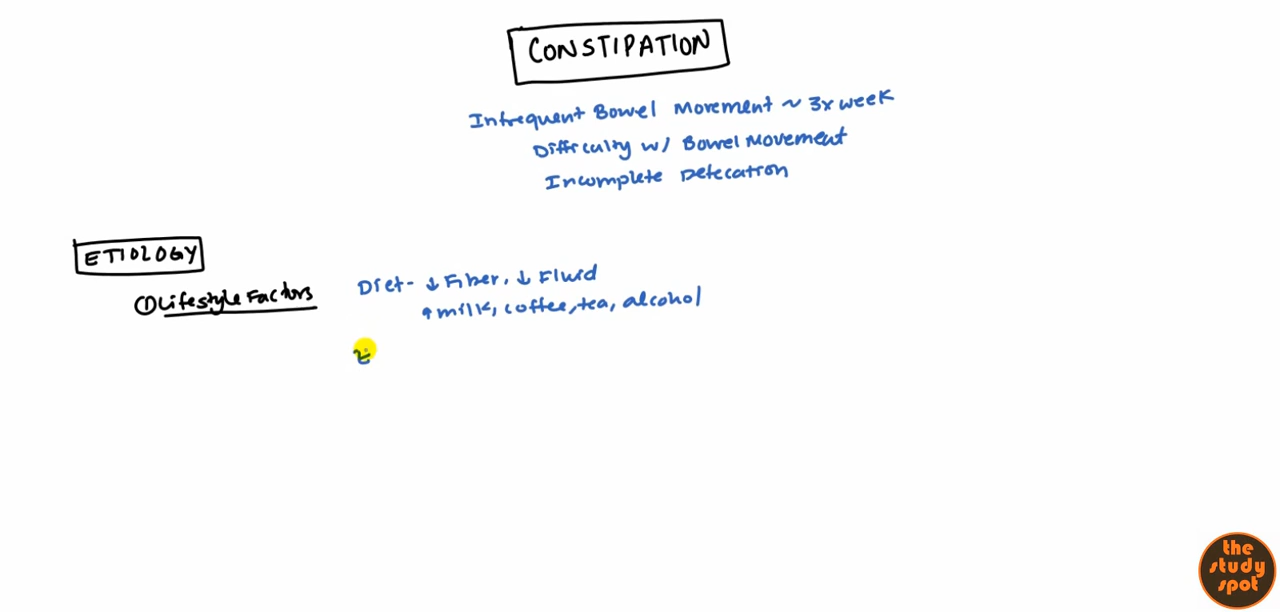 CONSTIPATION
Infrequent Bowel Movement ~ 3x week
Difficulty w/ Bowel Movement
Incomplete Defecation
ETIOLOGY
① Lifestyle Factors
Diet - ↓ Fiber, ↓ Fluid
↑ milk, coffee, tea, alcohol
the
study
spot